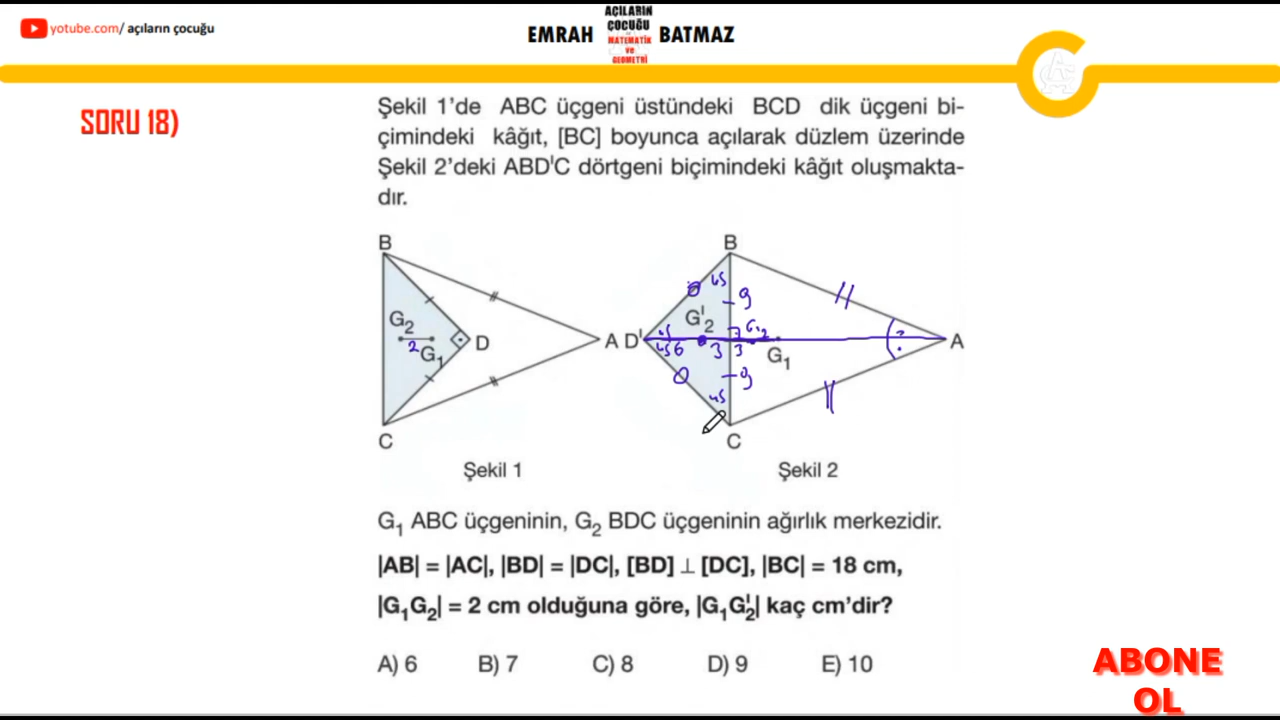 yotube.com/ açıların çocuğu
EMRAH
AÇILARIN
ÇOCUĞU
MATEMATİK
ve
GEOMETRİ
BATMAZ
SORU 18)
Şekil 1'de ABC üçgeni üstündeki BCD dik üçgeni bi-
çimindeki kâğıt, [BC] boyunca açılarak düzlem üzerinde
Şekil 2'deki ABD'C dörtgeni biçimindeki kâğıt oluşmakta-
dır.
B
G₂
2
G₁
D
A
C
Şekil 1
B
45
9
G'₂
G₂
2
D'
45
45
6
3
3
G₁
?
A
9
45
C
Şekil 2
G₁ ABC üçgeninin, G₂ BDC üçgeninin ağırlık merkezidir.
|AB| = |AC|, |BD| = |DC|, [BD] ⊥ [DC], |BC| = 18 cm,
|G₁G₂| = 2 cm olduğuna göre, |G₁G'₂| kaç cm'dir?
A) 6 B) 7 C) 8 D) 9 E) 10
ABONE
OL